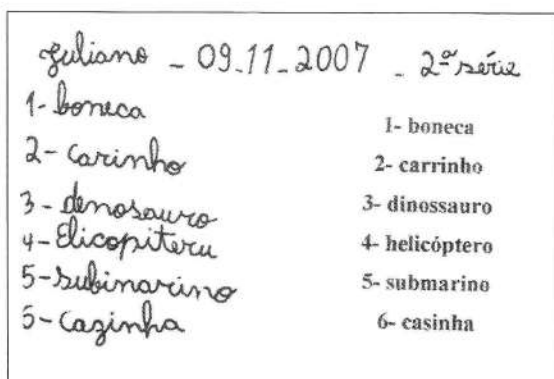 Juliano - 09-11-2007 - 2ª série
1- boneca
1- boneca
2- Carinho
2- carrinho
3- denosauro
3- dinossauro
4- Elicopiteru
4- helicóptero
5- subinarino
5- submarino
5- Cazinha
6- casinha